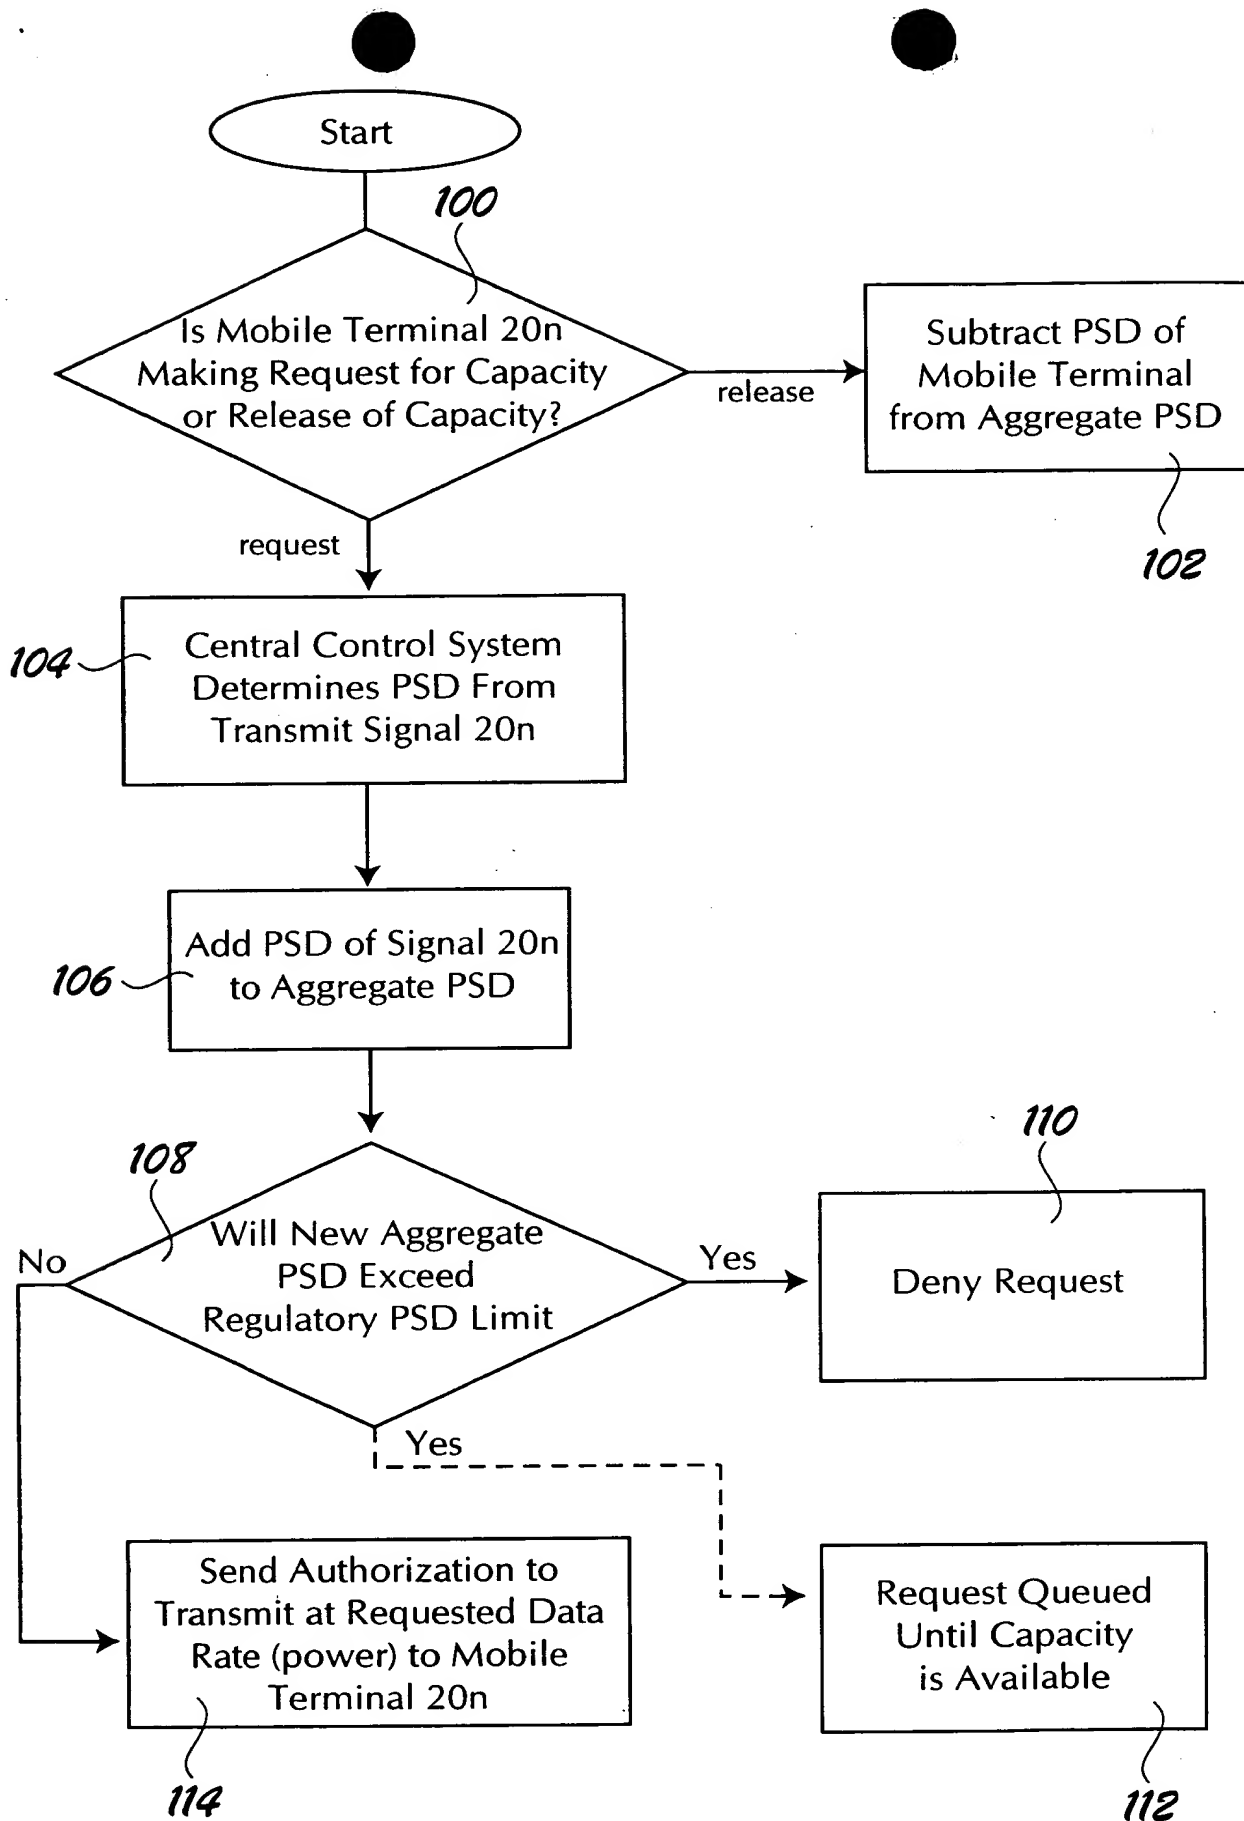 Start
100
Is Mobile Terminal 20n
Making Request for Capacity
or Release of Capacity?
release
Subtract PSD of
Mobile Terminal
from Aggregate PSD
102
request
104
Central Control System
Determines PSD From
Transmit Signal 20n
106
Add PSD of Signal 20n
to Aggregate PSD
108
Will New Aggregate
PSD Exceed
Regulatory PSD Limit
No
Yes
110
Deny Request
Yes
Send Authorization to
Transmit at Requested Data
Rate (power) to Mobile
Terminal 20n
114
Request Queued
Until Capacity
is Available
112